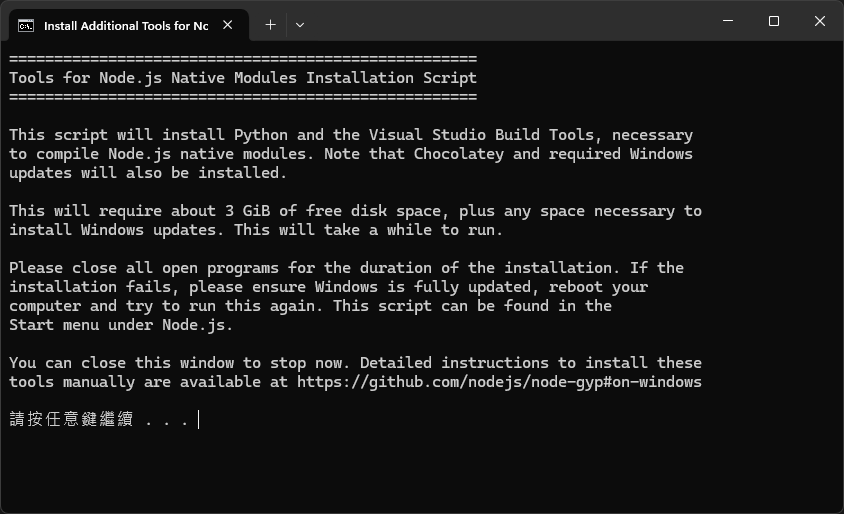 Install Additional Tools for Nc
====================================================
Tools for Node.js Native Modules Installation Script
====================================================
This script will install Python and the Visual Studio Build Tools, necessary
to compile Node.js native modules. Note that Chocolatey and required Windows
updates will also be installed.
This will require about 3 GiB of free disk space, plus any space necessary to
install Windows updates. This will take a while to run.
Please close all open programs for the duration of the installation. If the
installation fails, please ensure Windows is fully updated, reboot your
computer and try to run this again. This script can be found in the
Start menu under Node.js.
You can close this window to stop now. Detailed instructions to install these
tools manually are available at https://github.com/nodejs/node-gyp#on-windows
請按任意鍵繼續 . . .